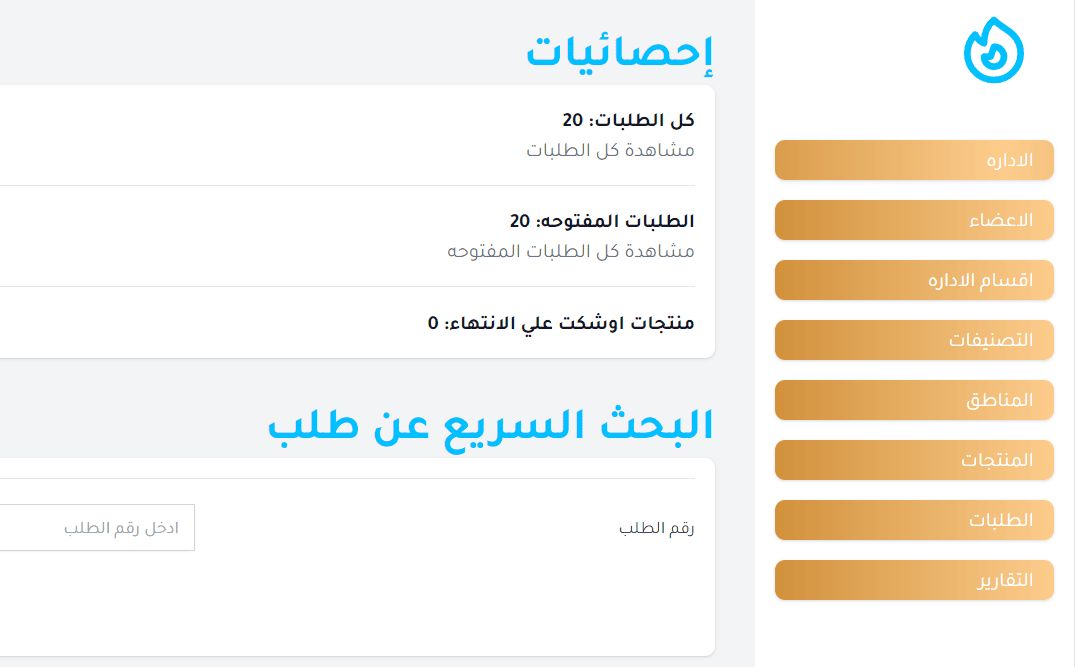 الاداره
الاعضاء
اقسام الاداره
التصنيفات
المناطق
المنتجات
الطلبات
التقارير
إحصائيات
كل الطلبات: 20
مشاهدة كل الطلبات
الطلبات المفتوحه: 20
مشاهدة كل الطلبات المفتوحه
منتجات اوشكت علي الانتهاء: 0
البحث السريع عن طلب
رقم الطلب
ادخل رقم الطلب